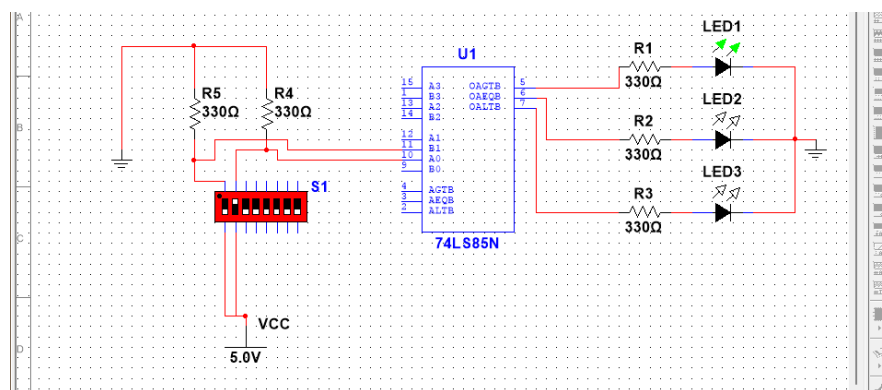 A
B
C
D
R5
330Ω
R4
330Ω
S1
VCC
5.0V
U1
15 A3 OAGTB 5
1 B3 OAEQB 6
13 A2 OALTB 7
14 B2
12 A1
11 B1
10 A0
9 B0
4 AGTB
3 AEQB
2 ALTB
74LS85N
R1
330Ω
LED1
R2
330Ω
LED2
R3
330Ω
LED3